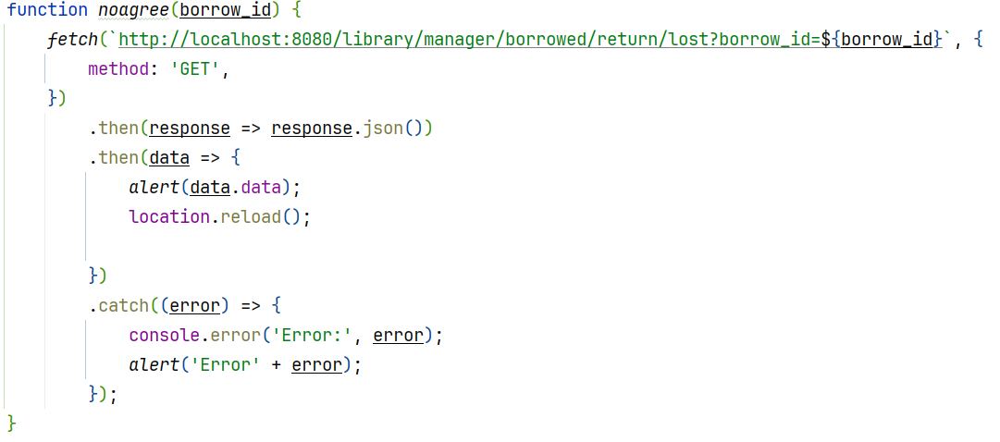 function noagree(borrow_id) {
    fetch(`http://localhost:8080/library/manager/borrowed/return/lost?borrow_id=${borrow_id}`, {
        method: 'GET',
    })
        .then(response => response.json())
        .then(data => {
            alert(data.data);
            location.reload();

        })
        .catch((error) => {
            console.error('Error:', error);
            alert('Error' + error);
        });
}